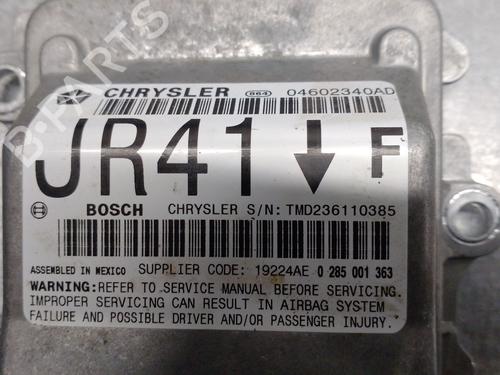 CHRYSLER 864 04602340AD
JR41 F
BOSCH CHRYSLER S/N: TMD236110385
ASSEMBLED IN MEXICO SUPPLIER CODE: 19224AE 0 285 001 363
WARNING: REFER TO SERVICE MANUAL BEFORE SERVICING.
IMPROPER SERVICING CAN RESULT IN AIRBAG SYSTEM
FAILURE AND POSSIBLE DRIVER AND/OR PASSENGER INJURY.
B-PARTS